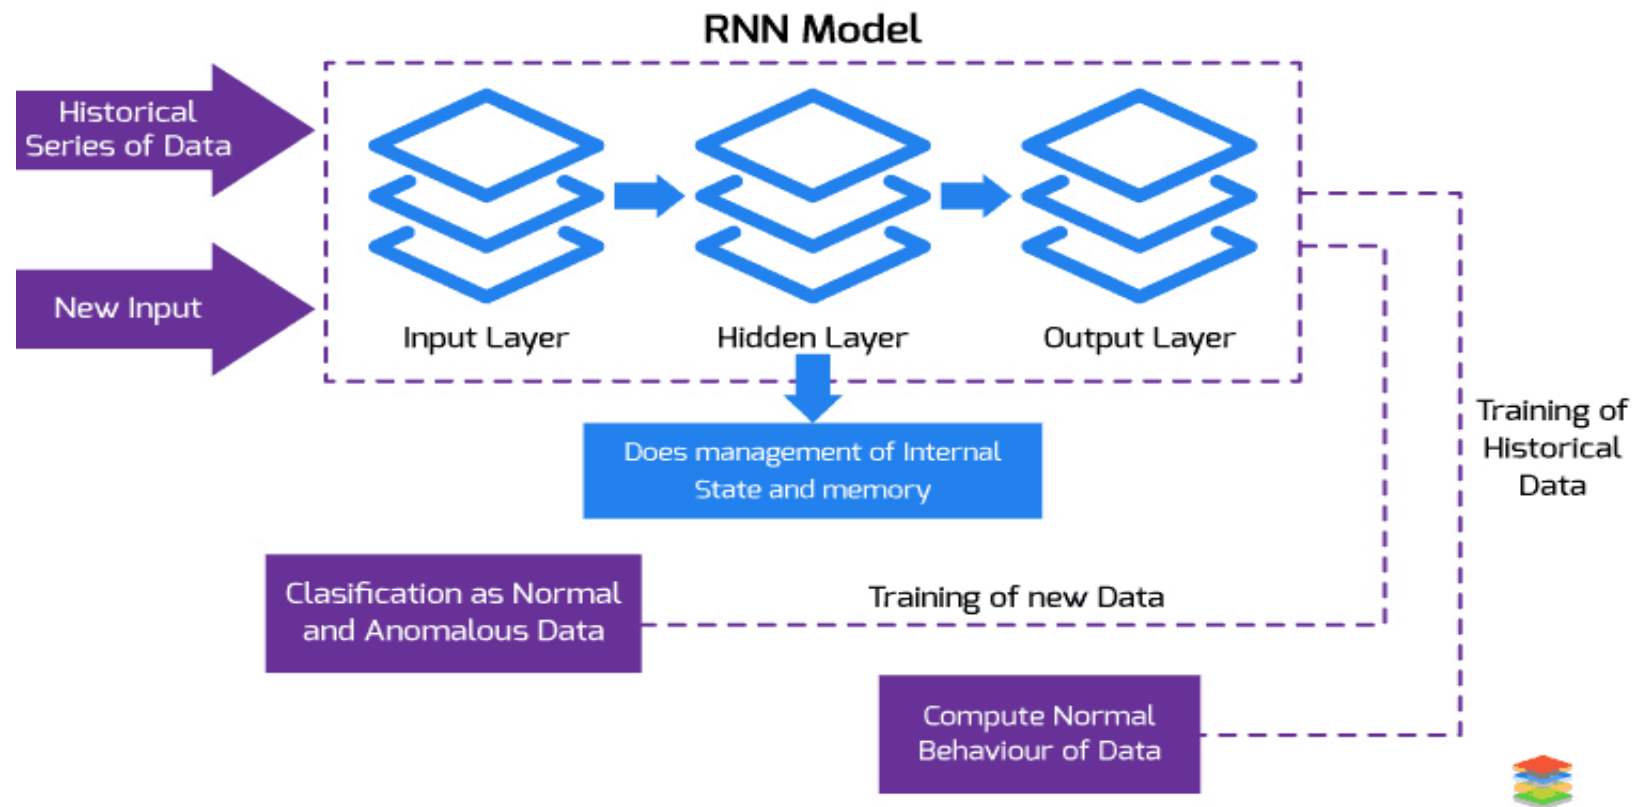 RNN Model
Historical
Series of Data
New Input
Input Layer
Hidden Layer
Output Layer
Does management of Internal
State and memory
Training of
Historical
Data
Clasification as Normal
and Anomalous Data
Training of new Data
Compute Normal
Behaviour of Data